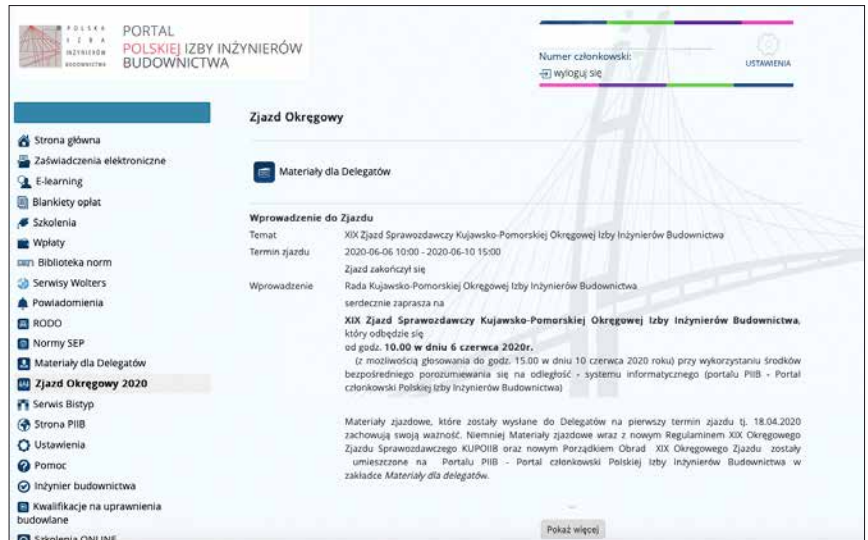 POLSKA
IZBA
INŻYNIERÓW
BUDOWNICTWA
PORTAL
POLSKIEJ IZBY INŻYNIERÓW
BUDOWNICTWA
Numer członkowski:
wyloguj się
USTAWIENIA
Strona główna
Zaświadczenia elektroniczne
E-learning
Blankiety opłat
Szkolenia
Wpłaty
Biblioteka norm
Serwisy Wolters
Powiadomienia
RODO
Normy SEP
Materiały dla Delegatów
Zjazd Okręgowy 2020
Serwis Bistyp
Strona PIIB
Ustawienia
Pomoc
Inżynier budownictwa
Kwalifikacje na uprawnienia
budowlane
Szkolenia ONLINE
Zjazd Okręgowy
Materiały dla Delegatów
Wprowadzenie do Zjazdu
Temat XIX Zjazd Sprawozdawczy Kujawsko-Pomorskiej Okręgowej Izby Inżynierów Budownictwa
Termin zjazdu 2020-06-06 10:00 - 2020-06-10 15:00
Zjazd zakończył się
Wprowadzenie Rada Kujawsko-Pomorskiej Okręgowej Izby Inżynierów Budownictwa
serdecznie zaprasza na
XIX Zjazd Sprawozdawczy Kujawsko-Pomorskiej Okręgowej Izby Inżynierów Budownictwa,
który odbędzie się
od godz. 10.00 w dniu 6 czerwca 2020r.
(z możliwością głosowania do godz. 15.00 w dniu 10 czerwca 2020 roku) przy wykorzystaniu środków
bezpośredniego porozumiewania się na odległość - systemu informatycznego (portalu PIIB - Portal
członkowski Polskiej Izby Inżynierów Budownictwa)
Materiały zjazdowe, które zostały wysłane do Delegatów na pierwszy termin zjazdu tj. 18.04.2020
zachowują swoją ważność. Niemniej Materiały zjazdowe wraz z nowym Regulaminem XIX Okręgowego
Zjazdu Sprawozdawczego KUPOIIB oraz nowym Porządkiem Obrad XIX Okręgowego Zjazdu zostały
umieszczone na Portalu PIIB - Portal członkowski Polskiej Izby Inżynierów Budownictwa w
zakładce Materiały dla delegatów.
Pokaż więcej